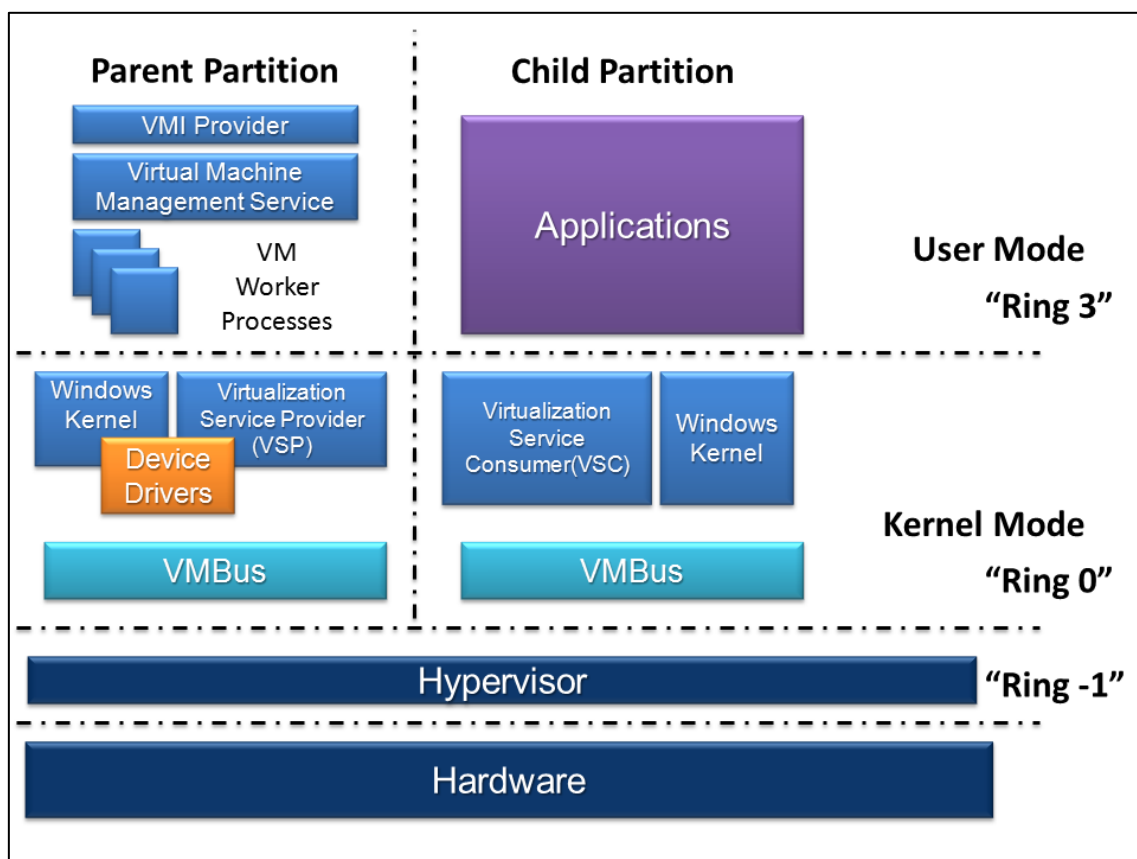 Parent Partition
Child Partition
VMI Provider
Virtual Machine
Management Service
VM
Worker
Processes
Applications
User Mode
“Ring 3”
Windows
Kernel
Virtualization
Service Provider
(VSP)
Device
Drivers
Virtualization
Service
Consumer(VSC)
Windows
Kernel
Kernel Mode
“Ring 0”
VMBus
VMBus
Hypervisor
“Ring -1”
Hardware